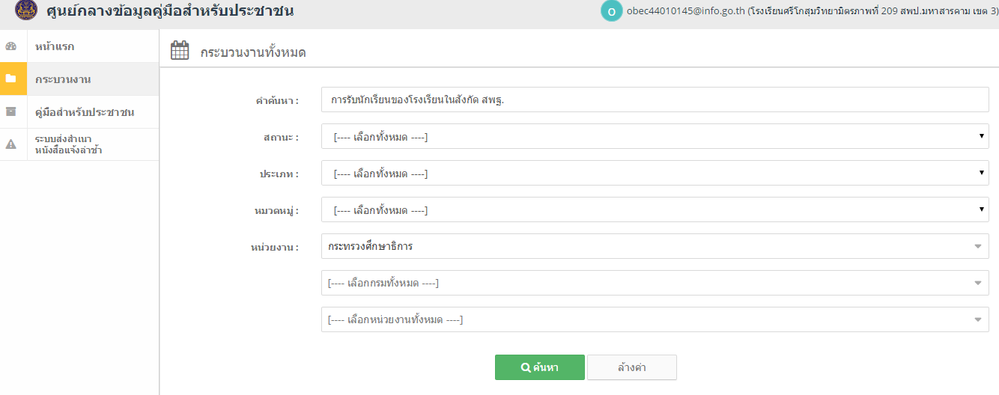 ศูนย์กลางข้อมูลคู่มือสำหรับประชาชน
o obec44010145@info.go.th (โรงเรียนศรีโกสุมวิทยามิตรภาพที่ 209 สพป.มหาสารคาม เขต 3)
หน้าแรก
กระบวนงาน
คู่มือสำหรับประชาชน
ระบบส่งสำเนา
หนังสือแจ้งล่าช้า
กระบวนงานทั้งหมด
คำค้นหา : การรับนักเรียนของโรงเรียนในสังกัด สพฐ.
สถานะ : [---- เลือกทั้งหมด ----]
ประเภท : [---- เลือกทั้งหมด ----]
หมวดหมู่ : [---- เลือกทั้งหมด ----]
หน่วยงาน : กระทรวงศึกษาธิการ
[---- เลือกกรมทั้งหมด ----]
[---- เลือกหน่วยงานทั้งหมด ----]
ค้นหา ล้างค่า